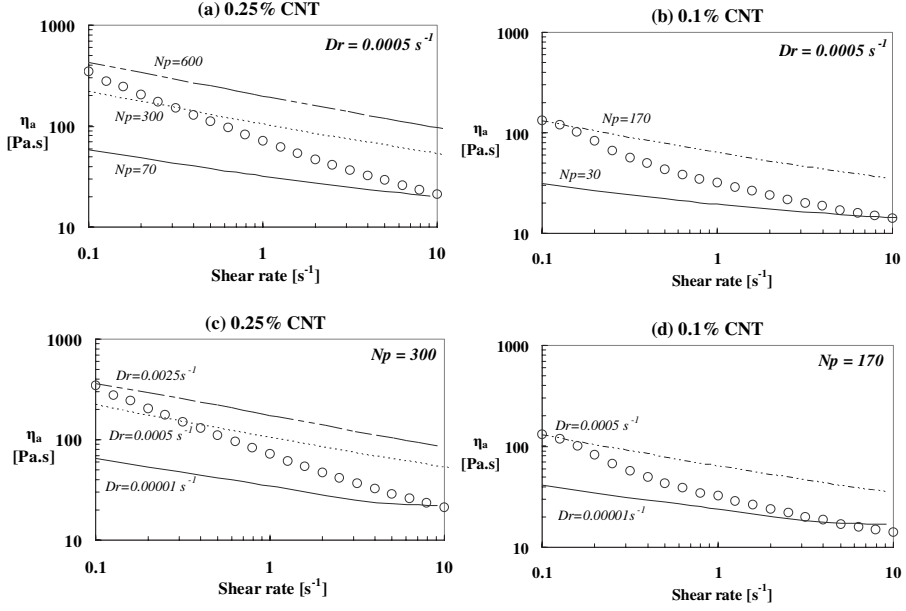 (a) 0.25% CNT
1000
Dr = 0.0005 s⁻¹
Np=600
ηa
[Pa.s]
100
Np=300
Np=70
10
0.1
1
10
Shear rate [s⁻¹]
(b) 0.1% CNT
1000
Dr = 0.0005 s⁻¹
ηa
[Pa.s]
100
Np=170
Np=30
10
0.1
1
10
Shear rate [s⁻¹]
(c) 0.25% CNT
1000
Np = 300
Dr=0.0025s⁻¹
ηa
[Pa.s]
100
Dr=0.0005 s⁻¹
Dr=0.00001 s⁻¹
10
0.1
1
10
Shear rate [s⁻¹]
(d) 0.1% CNT
1000
Np = 170
Dr=0.0005 s⁻¹
ηa
[Pa.s]
100
Dr=0.00001s⁻¹
10
0.1
1
10
Shear rate [s⁻¹]